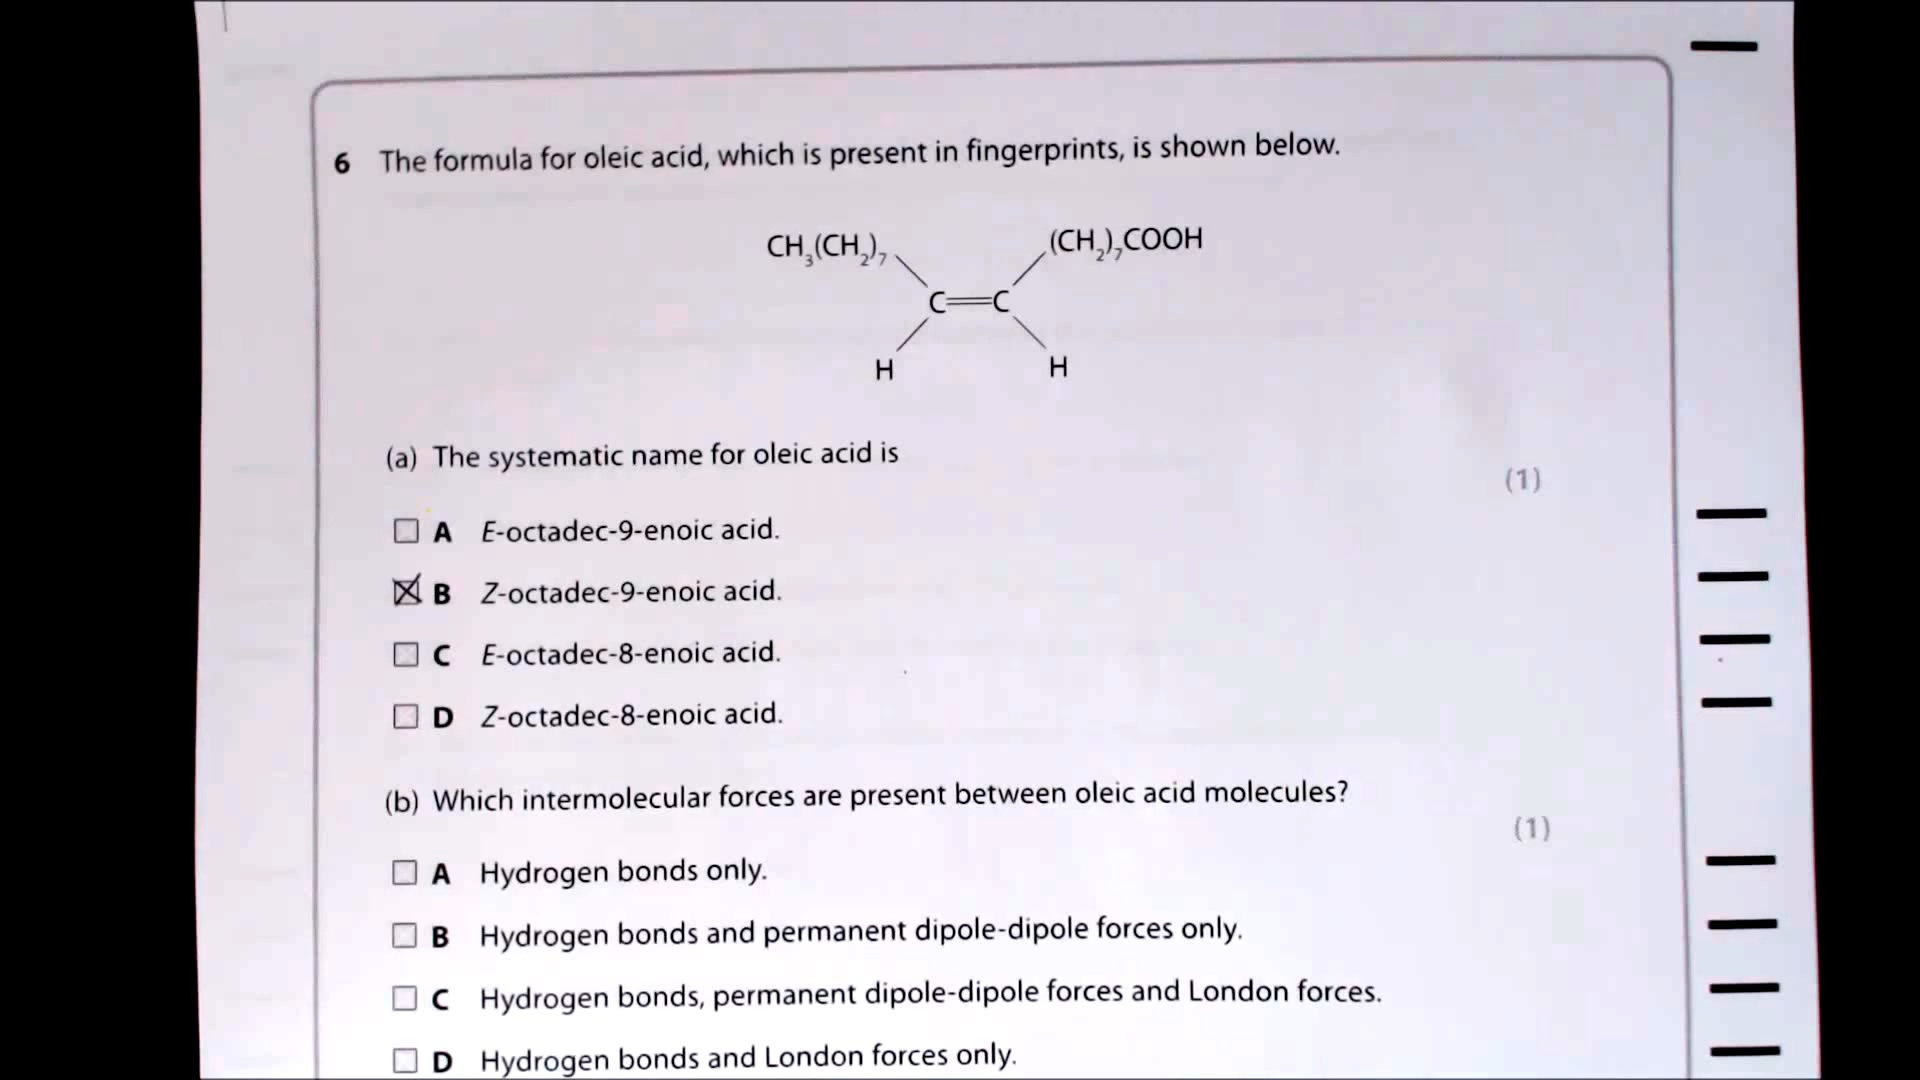 6 The formula for oleic acid, which is present in fingerprints, is shown below.
CH₃(CH₂)₇ (CH₂)₇COOH
C=C
H H
(a) The systematic name for oleic acid is
(1)
A E-octadec-9-enoic acid.
B Z-octadec-9-enoic acid.
C E-octadec-8-enoic acid.
D Z-octadec-8-enoic acid.
(b) Which intermolecular forces are present between oleic acid molecules?
(1)
A Hydrogen bonds only.
B Hydrogen bonds and permanent dipole-dipole forces only.
C Hydrogen bonds, permanent dipole-dipole forces and London forces.
D Hydrogen bonds and London forces only.